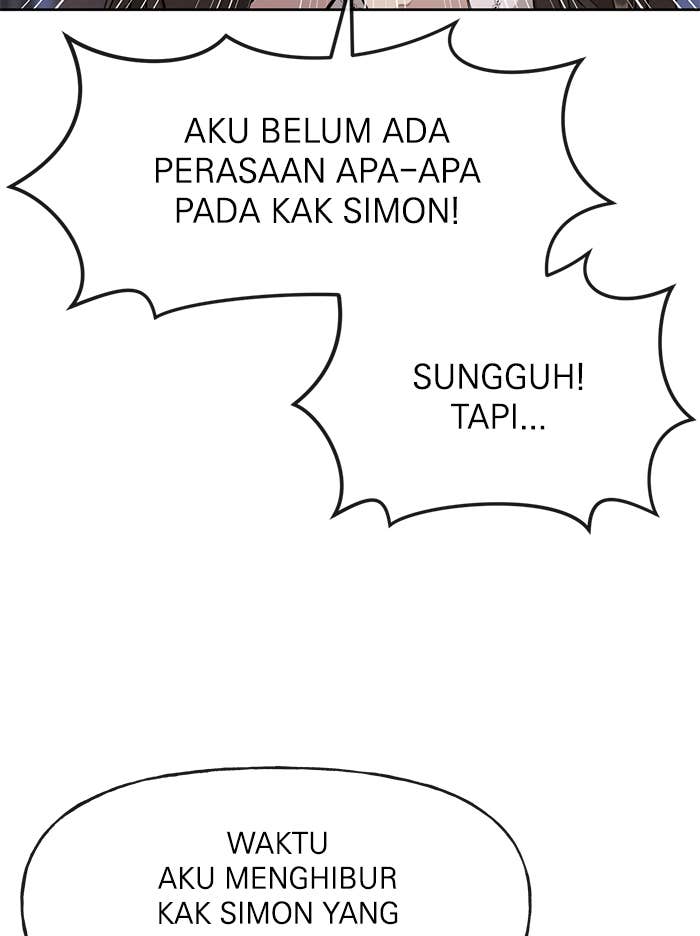 AKU BELUM ADA
PERASAAN APA-APA
PADA KAK SIMON!
SUNGGUH!
TAPI...
WAKTU
AKU MENGHIBUR
KAK SIMON YANG